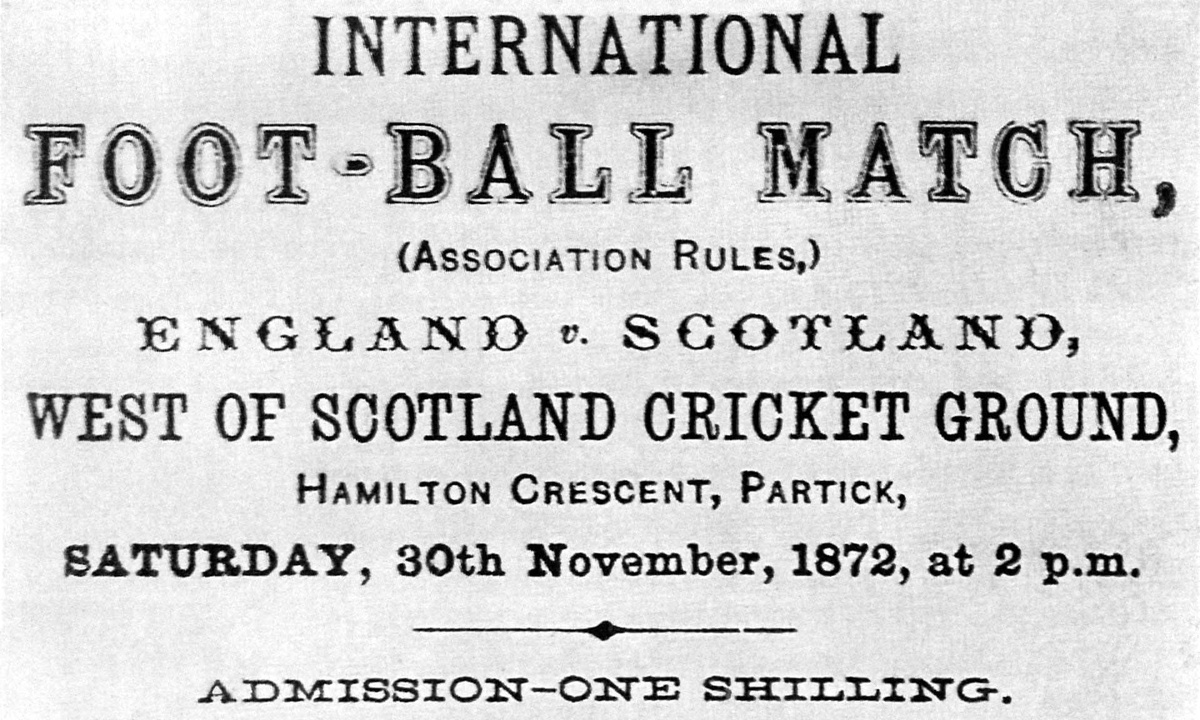 INTERNATIONAL
FOOT-BALL MATCH,
(ASSOCIATION RULES,)
ENGLAND v. SCOTLAND,
WEST OF SCOTLAND CRICKET GROUND,
HAMILTON CRESCENT, PARTICK,
SATURDAY, 30th November, 1872, at 2 p.m.
ADMISSION–ONE SHILLING.